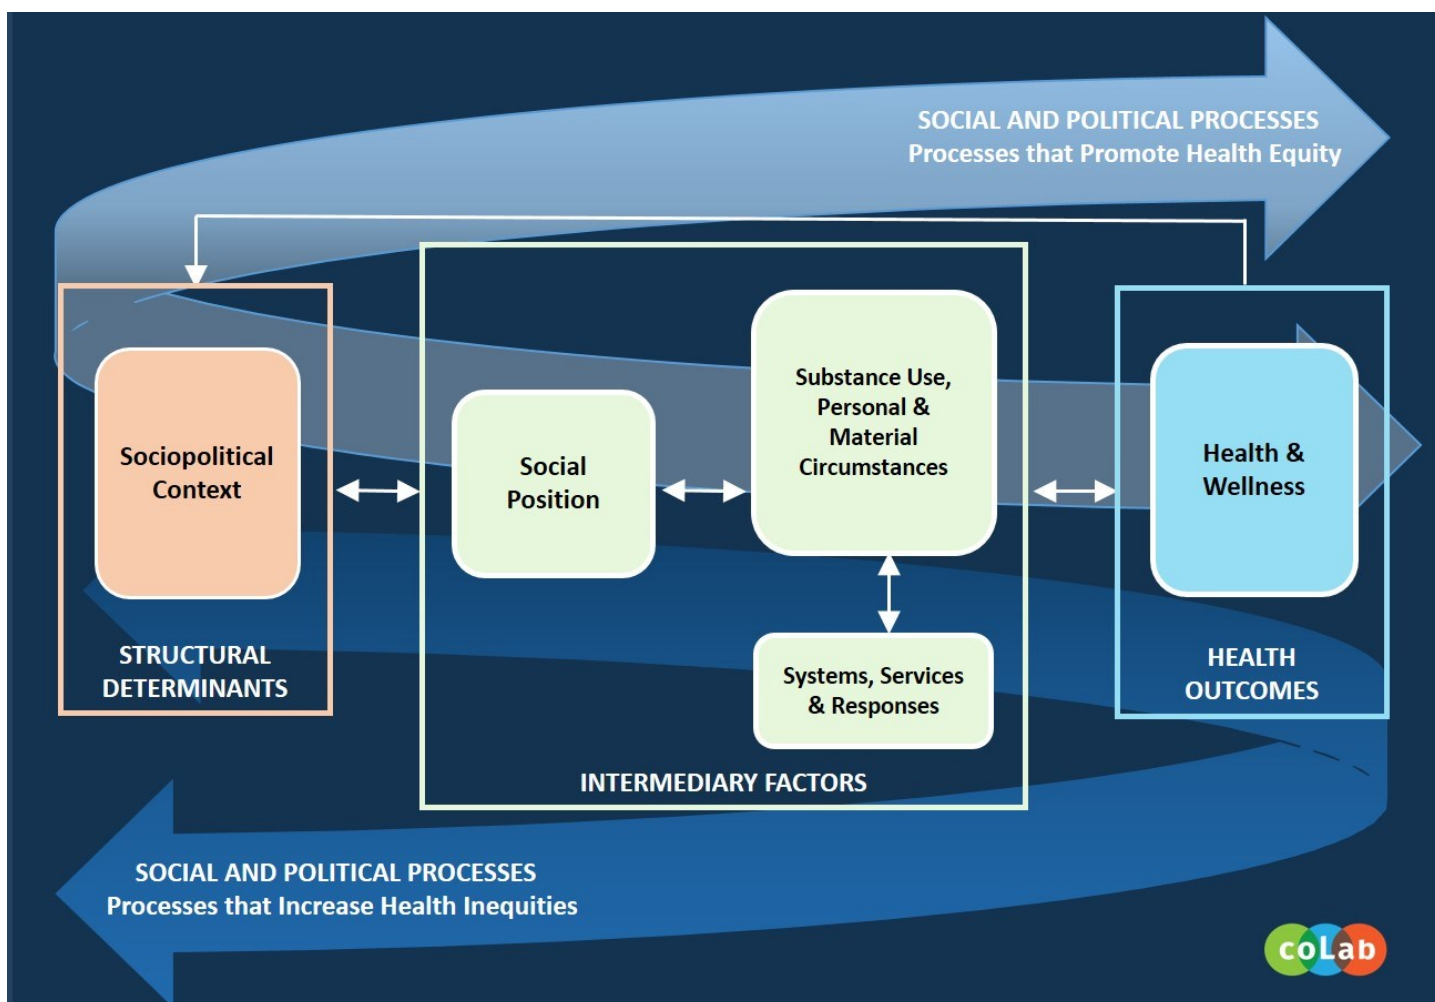 SOCIAL AND POLITICAL PROCESSES
Processes that Promote Health Equity
Sociopolitical
Context
STRUCTURAL
DETERMINANTS
Social
Position
Substance Use,
Personal &
Material
Circumstances
Systems, Services
& Responses
INTERMEDIARY FACTORS
Health &
Wellness
HEALTH
OUTCOMES
SOCIAL AND POLITICAL PROCESSES
Processes that Increase Health Inequities
coLab